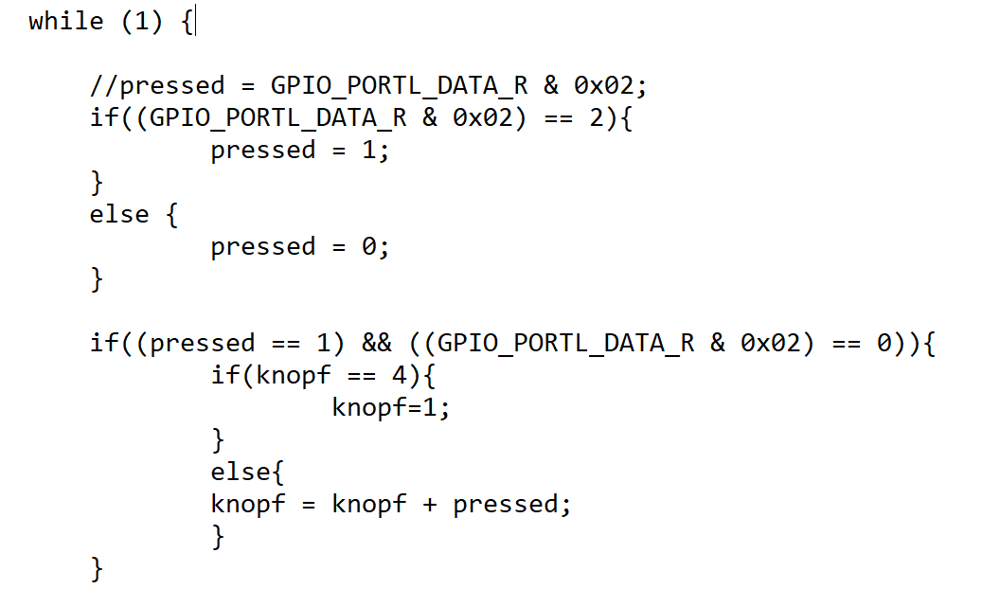 while (1) {
//pressed = GPIO_PORTL_DATA_R & 0x02;
if((GPIO_PORTL_DATA_R & 0x02) == 2){
pressed = 1;
}
else {
pressed = 0;
}
if((pressed == 1) && ((GPIO_PORTL_DATA_R & 0x02) == 0)){
if(knopf == 4){
knopf=1;
}
else{
knopf = knopf + pressed;
}
}